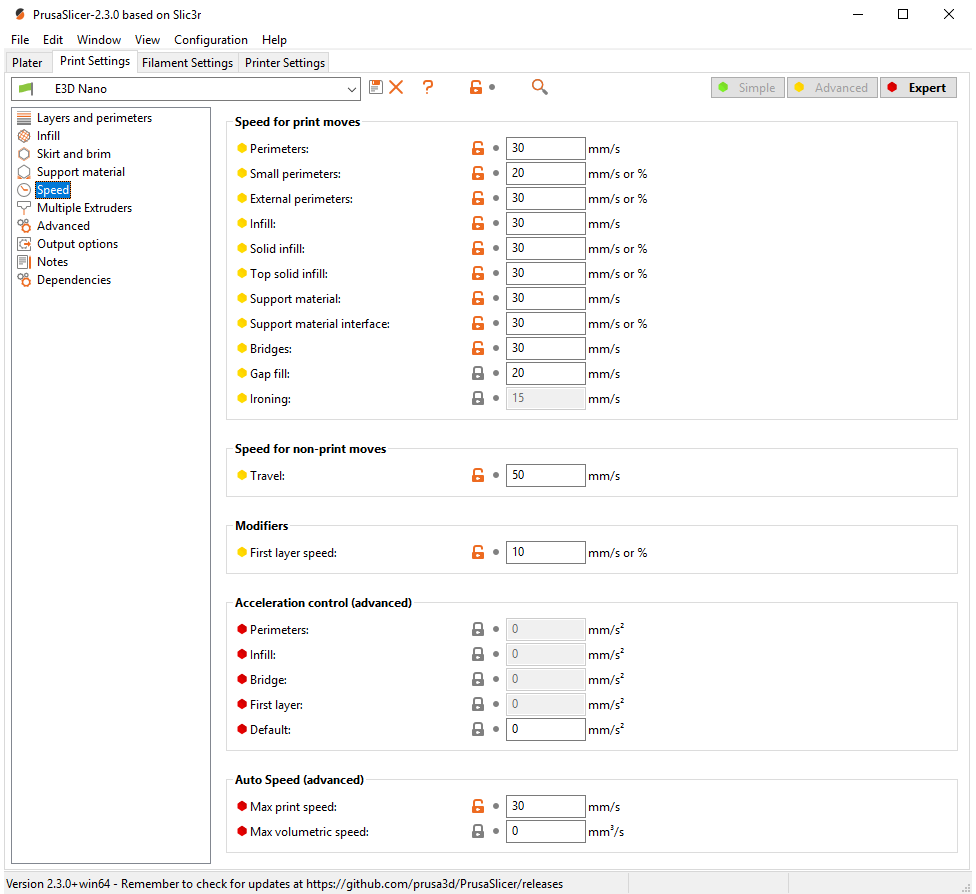 PrusaSlicer-2.3.0 based on Slic3r
File Edit Window View Configuration Help
Plater Print Settings Filament Settings Printer Settings
E3D Nano ? Simple Advanced Expert
Layers and perimeters
Infill
Skirt and brim
Support material
Speed
Multiple Extruders
Advanced
Output options
Notes
Dependencies
Speed for print moves
Perimeters: 30 mm/s
Small perimeters: 20 mm/s or %
External perimeters: 30 mm/s or %
Infill: 30 mm/s
Solid infill: 30 mm/s or %
Top solid infill: 30 mm/s or %
Support material: 30 mm/s
Support material interface: 30 mm/s or %
Bridges: 30 mm/s
Gap fill: 20 mm/s
Ironing: 15 mm/s
Speed for non-print moves
Travel: 50 mm/s
Modifiers
First layer speed: 10 mm/s or %
Acceleration control (advanced)
Perimeters: 0 mm/s²
Infill: 0 mm/s²
Bridge: 0 mm/s²
First layer: 0 mm/s²
Default: 0 mm/s²
Auto Speed (advanced)
Max print speed: 30 mm/s
Max volumetric speed: 0 mm³/s
Version 2.3.0+win64 - Remember to check for updates at https://github.com/prusa3d/PrusaSlicer/releases